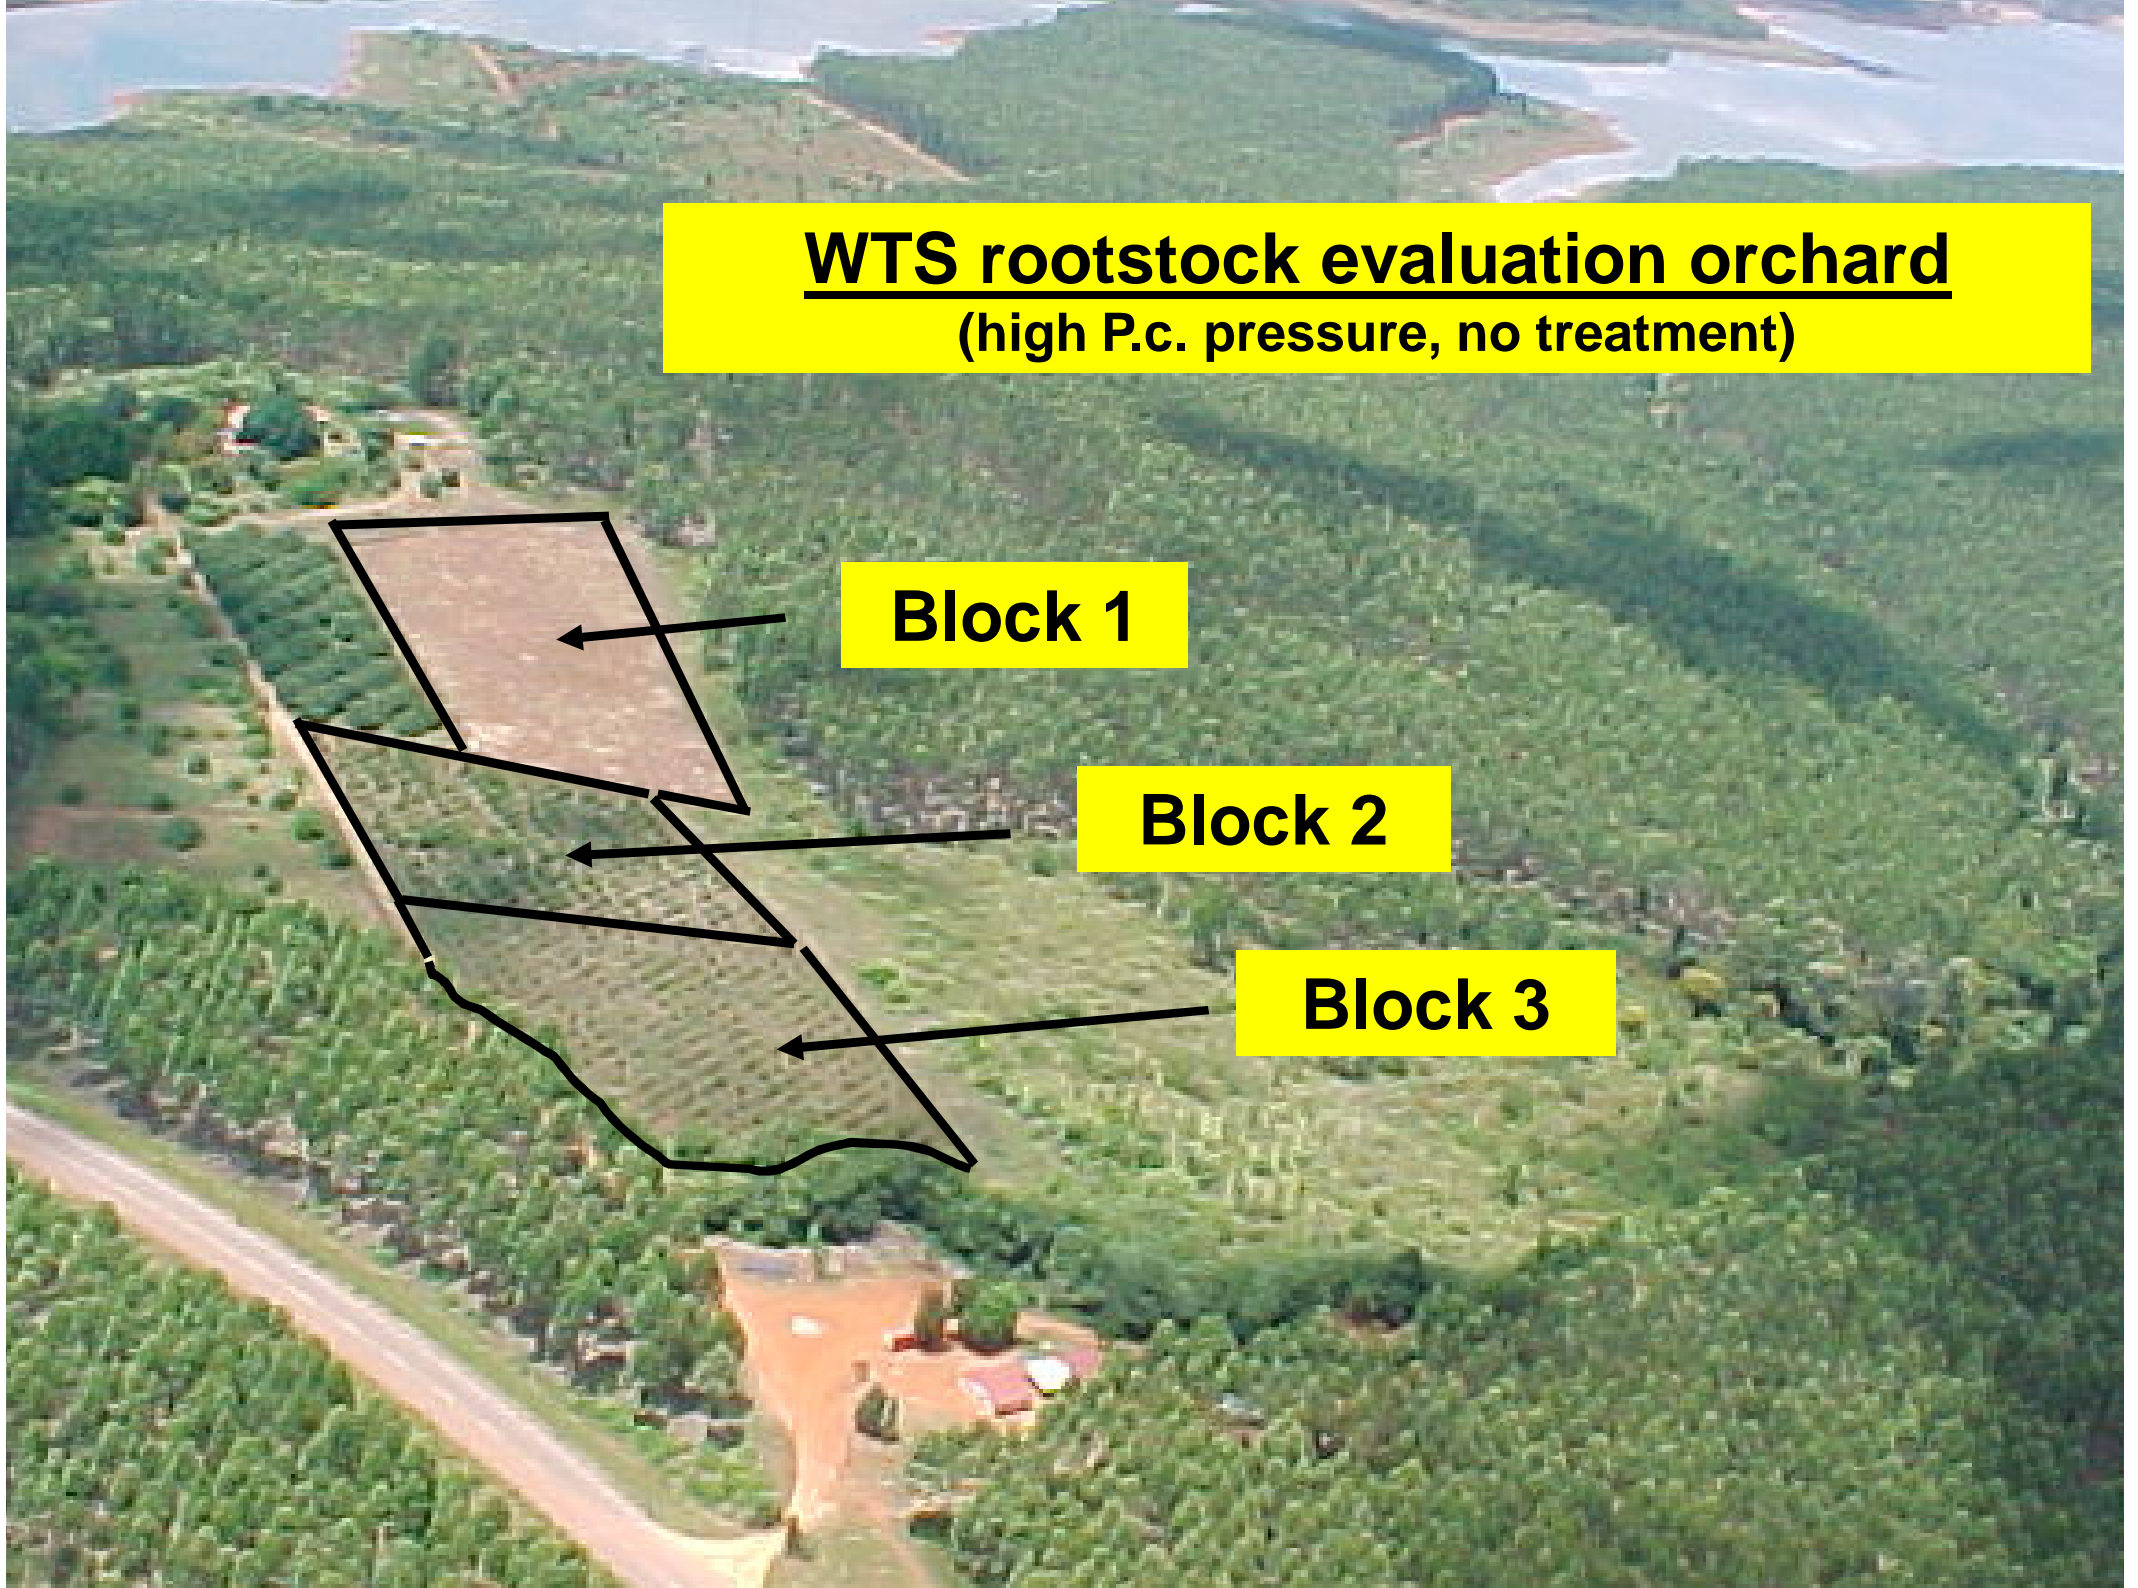 WTS rootstock evaluation orchard
(high P.c. pressure, no treatment)
Block 1
Block 2
Block 3